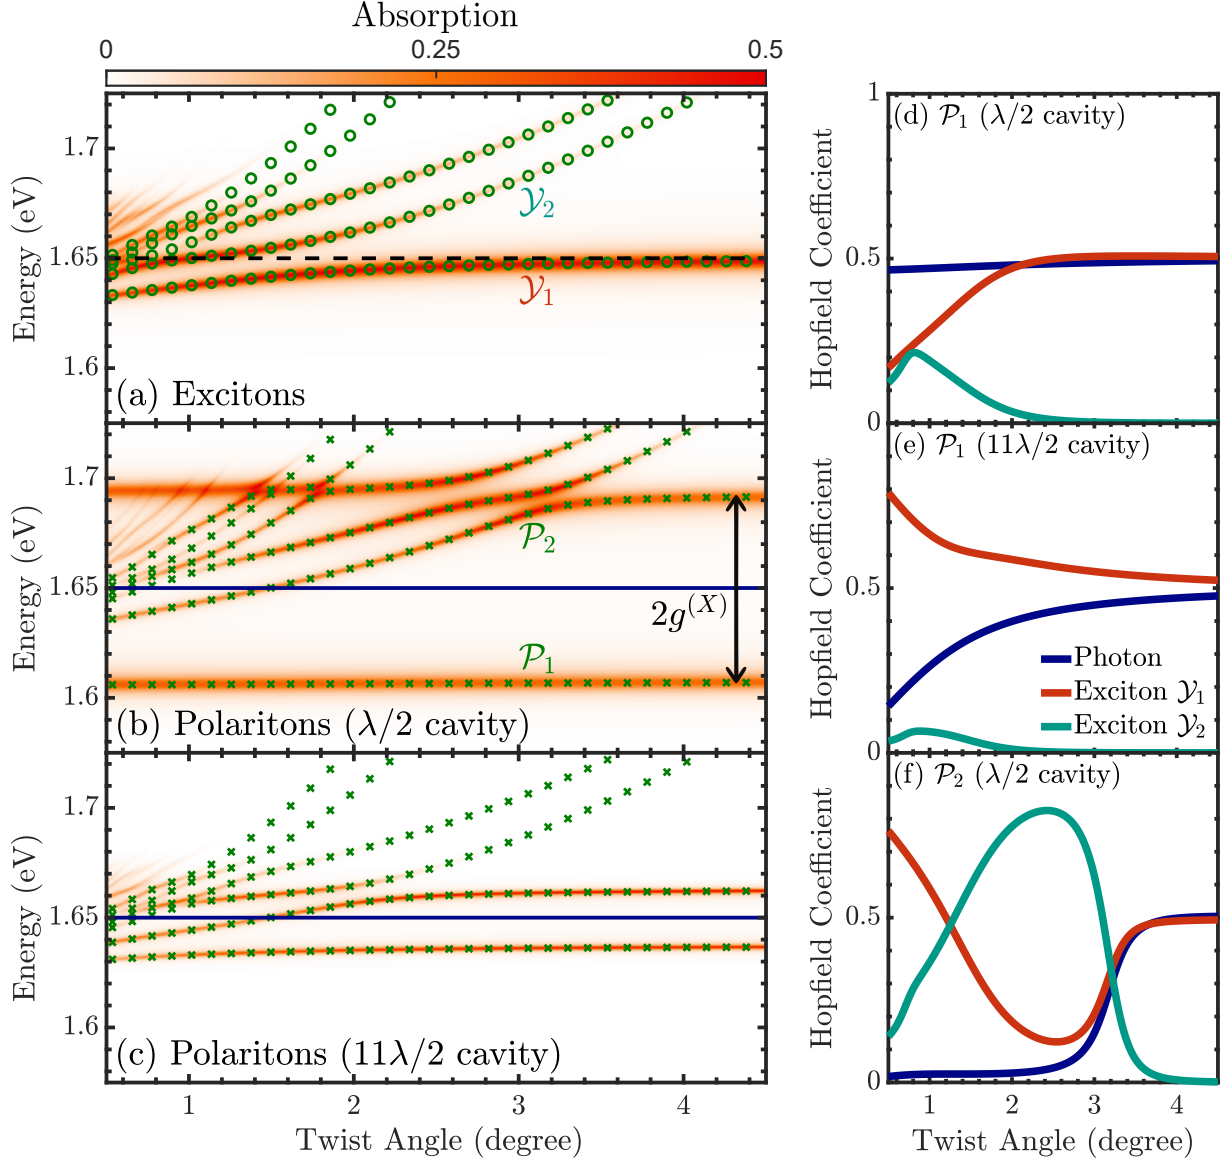 Absorption
0 0.25 0.5
Energy (eV)
1.7
1.65
1.6
𝒴₂
𝒴₁
(a) Excitons
Energy (eV)
1.7
1.65
1.6
𝒫₂
2g⁽ˣ⁾
𝒫₁
(b) Polaritons (λ/2 cavity)
Energy (eV)
1.7
1.65
1.6
(c) Polaritons (11λ/2 cavity)
1 2 3 4
Twist Angle (degree)
Hopfield Coefficient
1
0.5
0
(d) 𝒫₁ (λ/2 cavity)
Hopfield Coefficient
0.5
0
(e) 𝒫₁ (11λ/2 cavity)
Photon
Exciton 𝒴₁
Exciton 𝒴₂
Hopfield Coefficient
0.5
0
(f) 𝒫₂ (λ/2 cavity)
1 2 3 4
Twist Angle (degree)